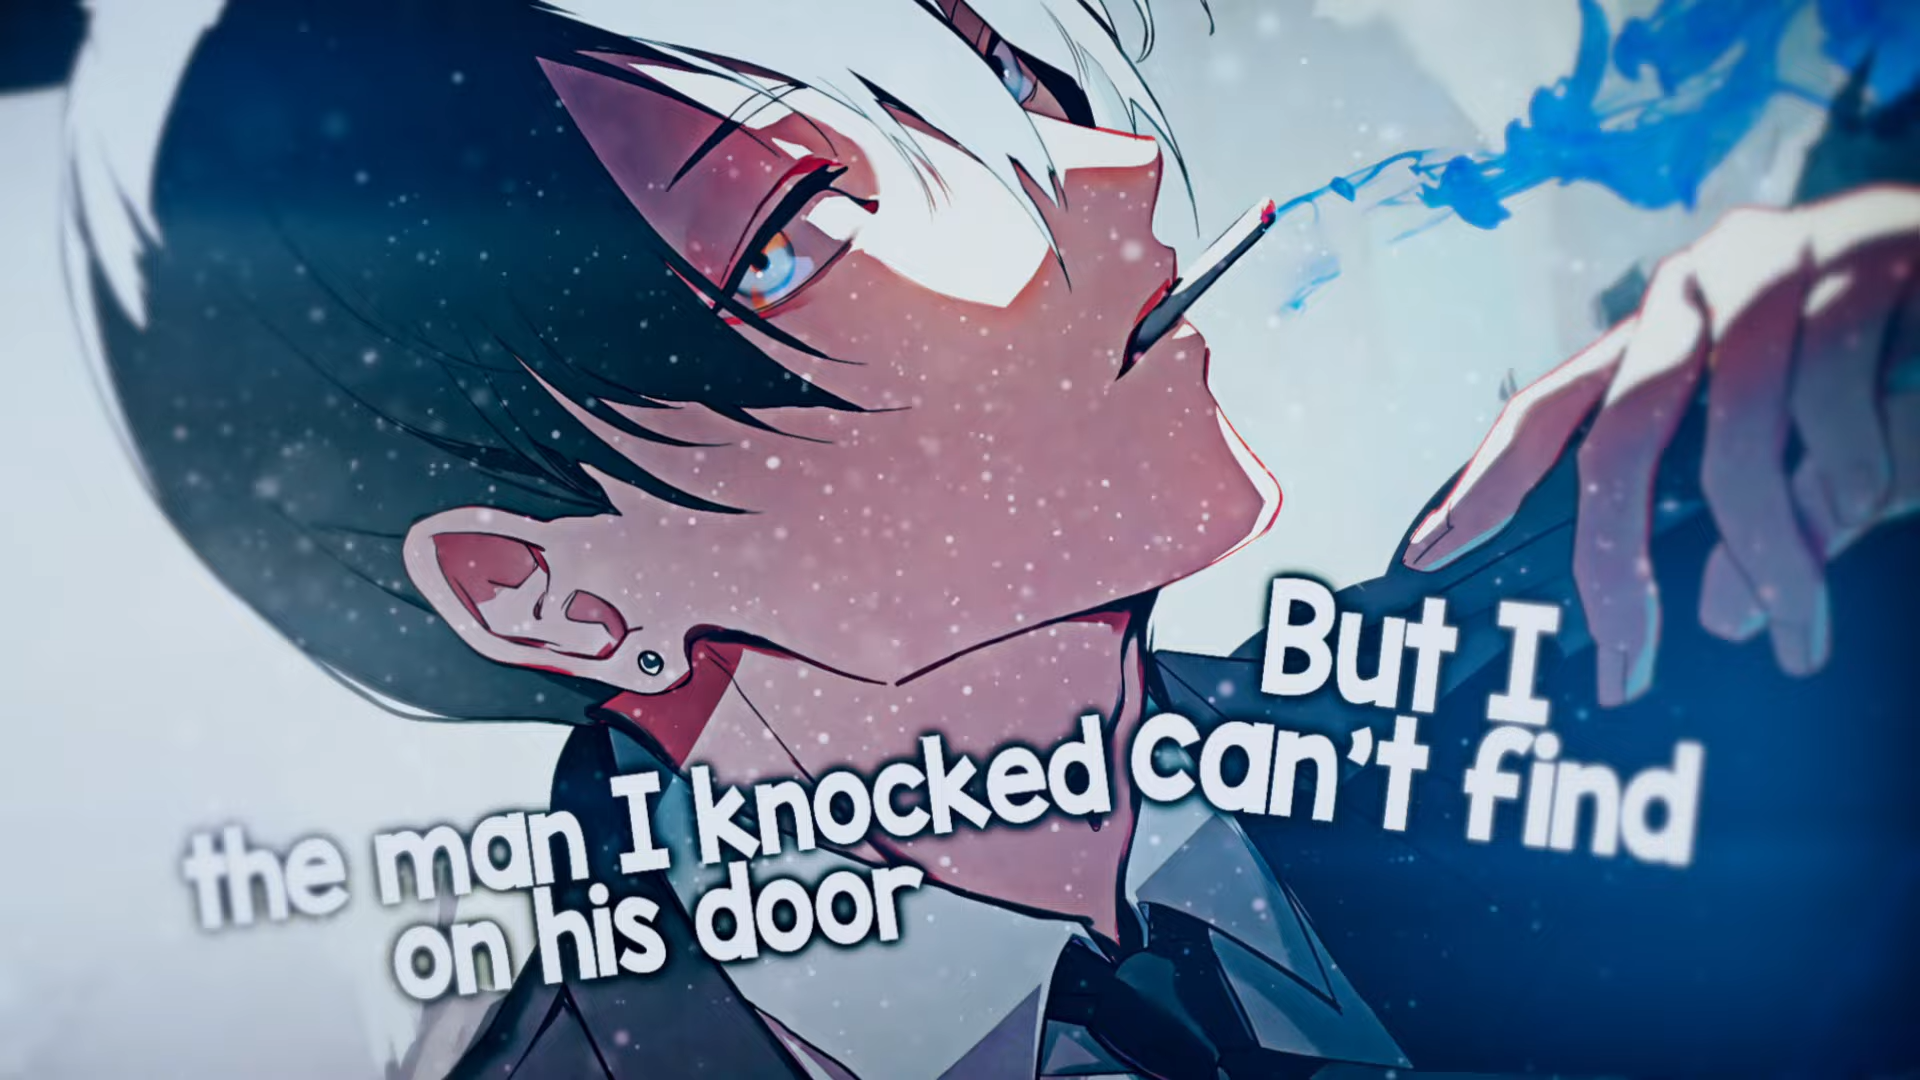 But I
can't find
the man I knocked
on his door